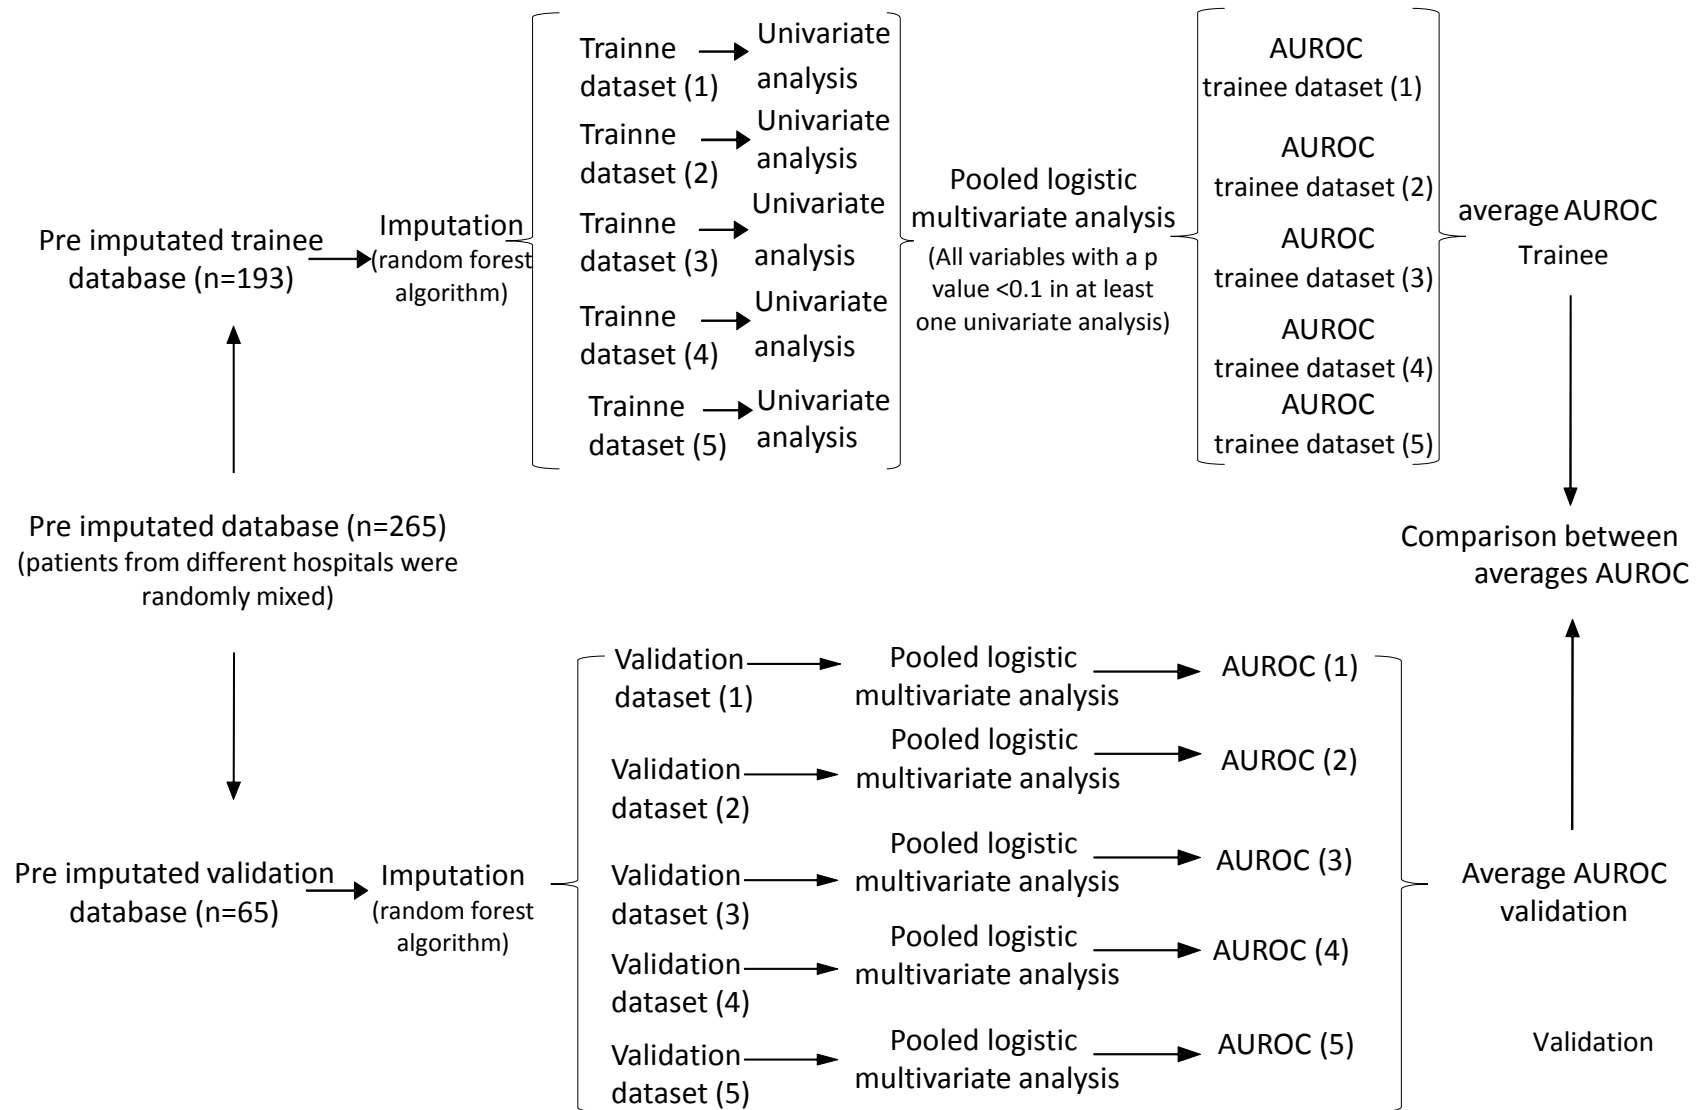 Pre imputated database (n=265)
(patients from different hospitals were
randomly mixed)
Pre imputated trainee
database (n=193)
Imputation
(random forest
algorithm)
Trainne
dataset (1)
Univariate
analysis
Trainne
dataset (2)
Univariate
analysis
Trainne
dataset (3)
Univariate
analysis
Trainne
dataset (4)
Univariate
analysis
Trainne
dataset (5)
Univariate
analysis
Pooled logistic
multivariate analysis
(All variables with a p
value <0.1 in at least
one univariate analysis)
AUROC
trainee dataset (1)
AUROC
trainee dataset (2)
AUROC
trainee dataset (3)
AUROC
trainee dataset (4)
AUROC
trainee dataset (5)
average AUROC
Trainee
Comparison between
averages AUROC
Pre imputated validation
database (n=65)
Imputation
(random forest
algorithm)
Validation
dataset (1)
Pooled logistic
multivariate analysis
AUROC (1)
Validation
dataset (2)
Pooled logistic
multivariate analysis
AUROC (2)
Validation
dataset (3)
Pooled logistic
multivariate analysis
AUROC (3)
Validation
dataset (4)
Pooled logistic
multivariate analysis
AUROC (4)
Validation
dataset (5)
Pooled logistic
multivariate analysis
AUROC (5)
Average AUROC
validation
Validation